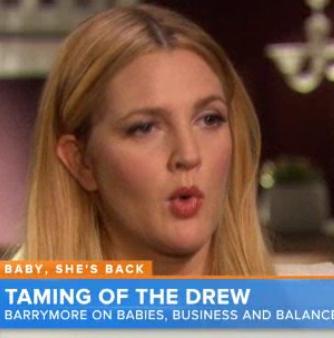 BABY, SHE'S BACK
TAMING OF THE DREW
BARRYMORE ON BABIES, BUSINESS AND BALANCE